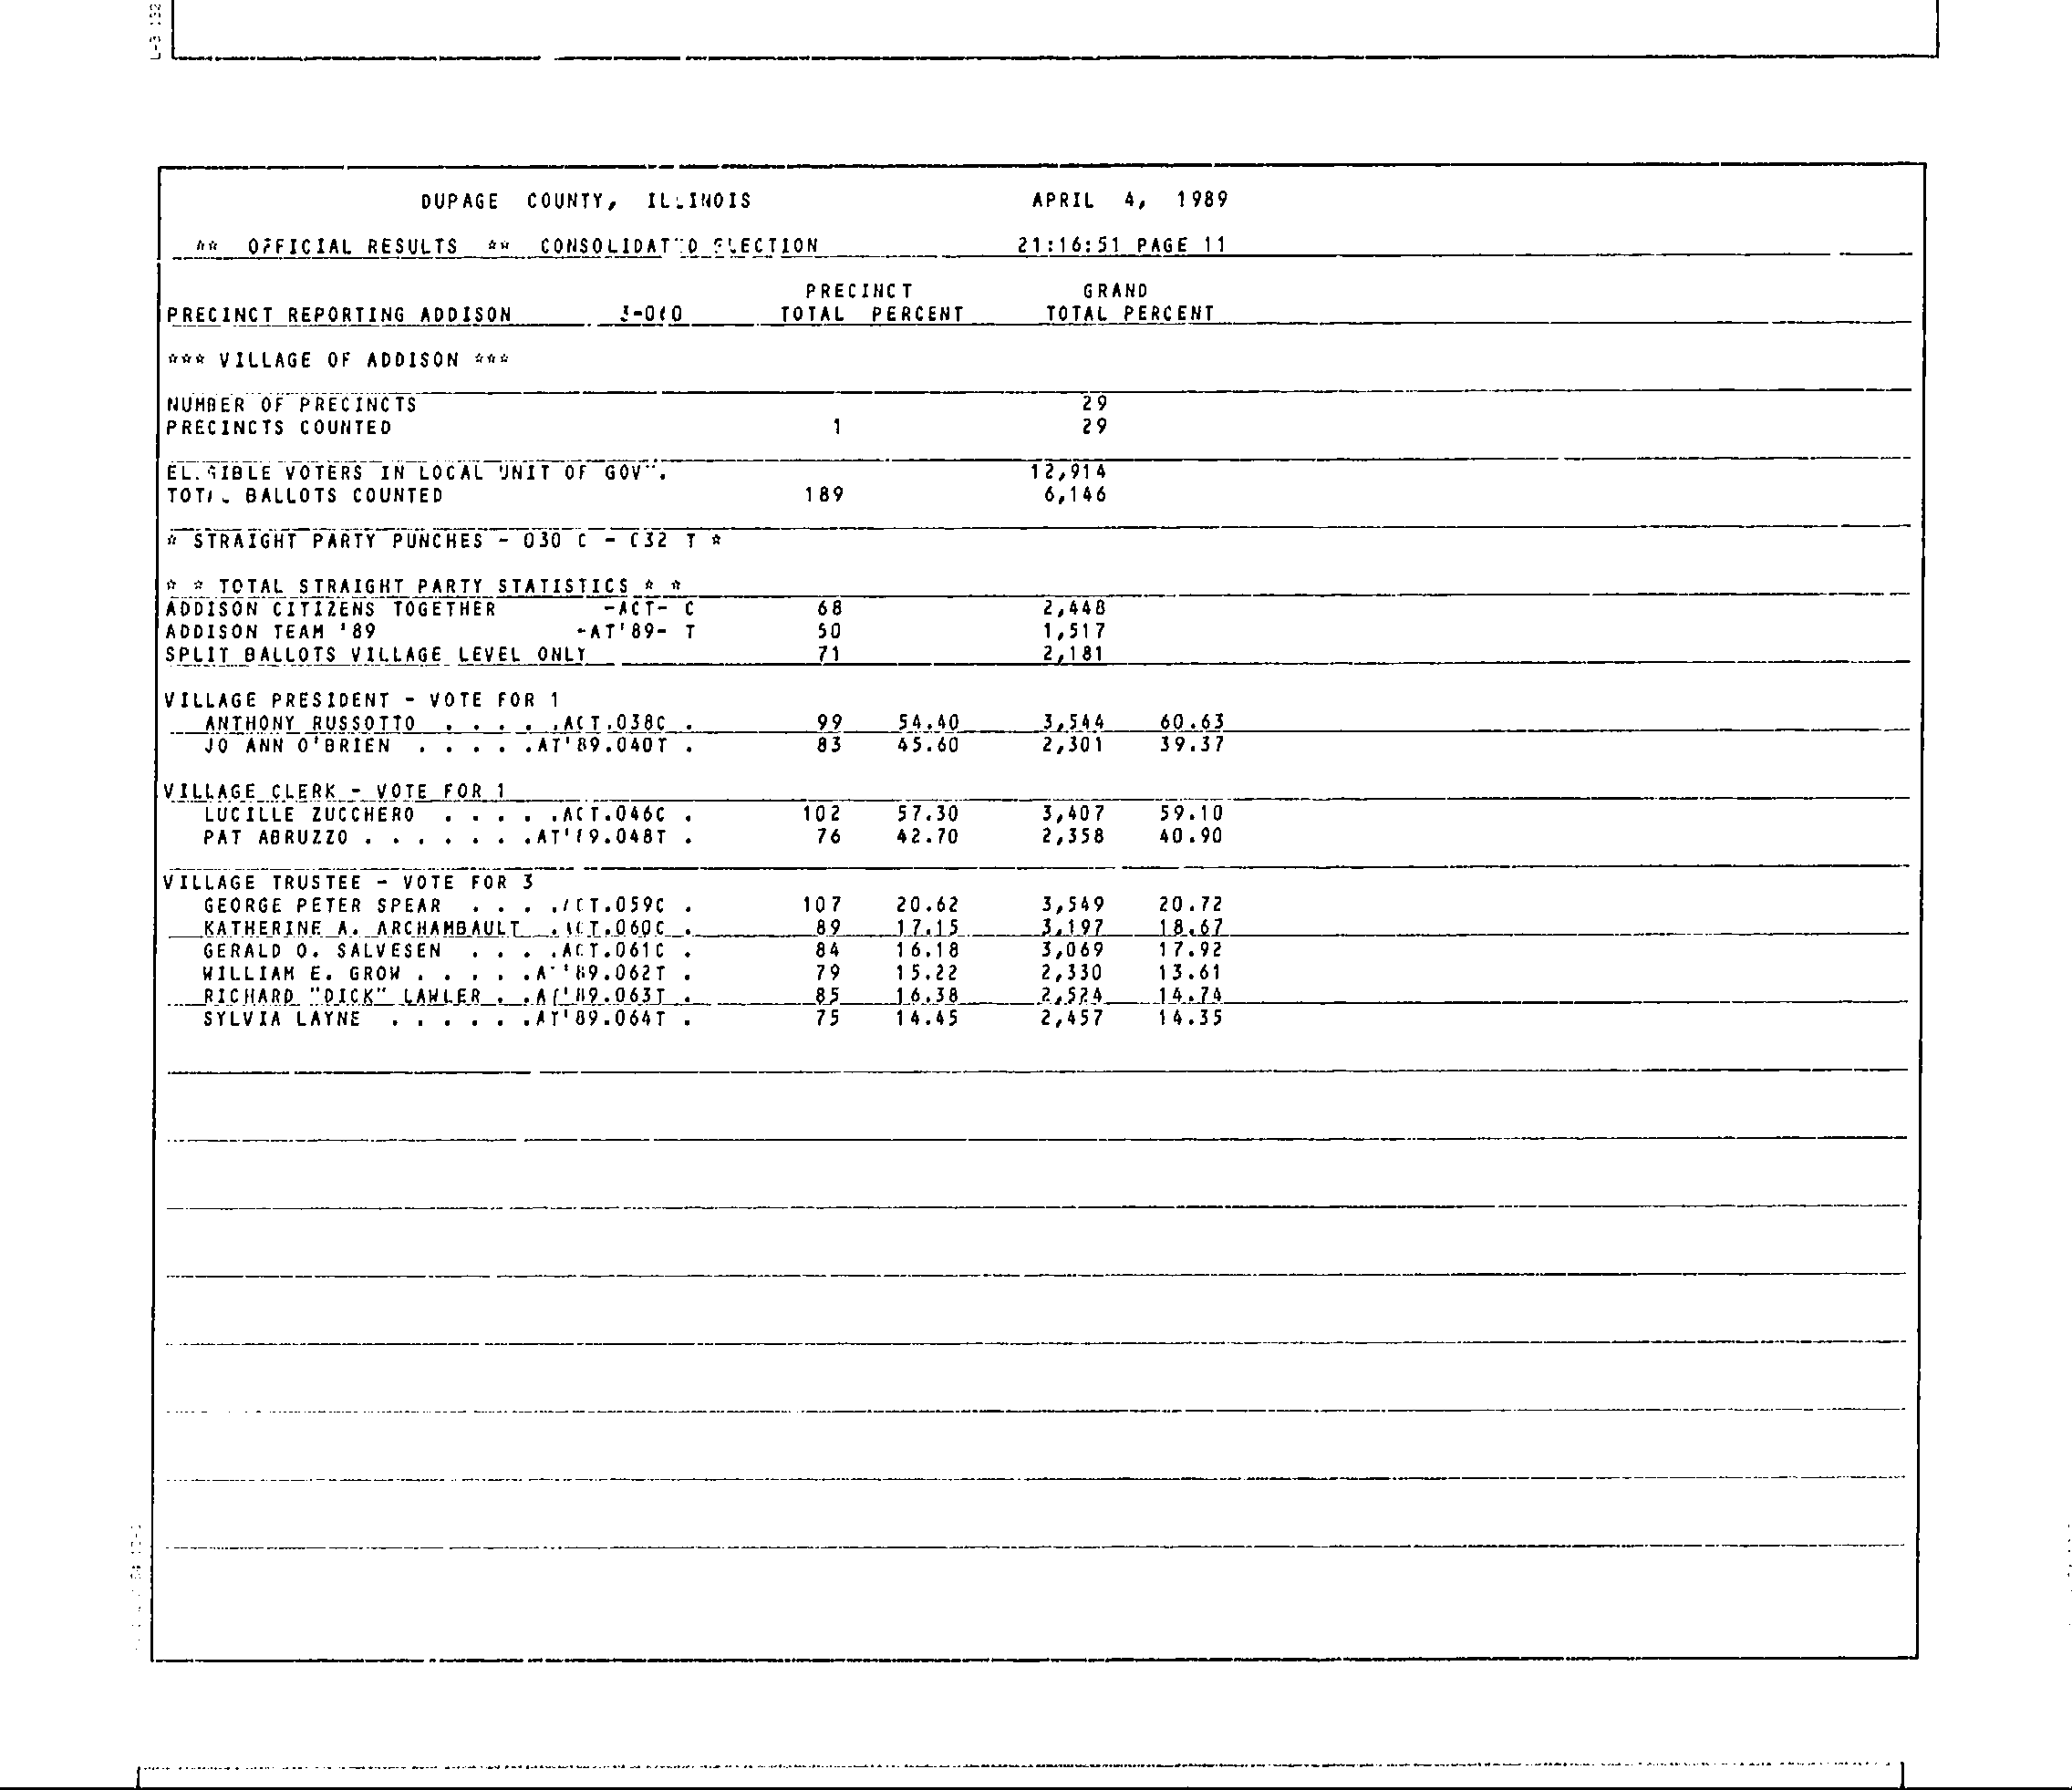 DUPAGE COUNTY, ILLINOIS APRIL 4, 1989
** OFFICIAL RESULTS ** CONSOLIDATED ELECTION 21:16:51 PAGE 11
PRECINCT GRAND
PRECINCT REPORTING ADDISON TOTAL PERCENT TOTAL PERCENT
*** VILLAGE OF ADDISON ***
NUMBER OF PRECINCTS 29
PRECINCTS COUNTED 1 29
ELIGIBLE VOTERS IN LOCAL UNIT OF GOVT. 12,914
TOTAL BALLOTS COUNTED 189 6,146
* STRAIGHT PARTY PUNCHES - 030 C - 032 T *
* * TOTAL STRAIGHT PARTY STATISTICS * *
ADDISON CITIZENS TOGETHER -ACT- C 68 2,448
ADDISON TEAM '89 -AT'89- T 50 1,517
SPLIT BALLOTS VILLAGE LEVEL ONLY 71 2,181
VILLAGE PRESIDENT - VOTE FOR 1
ANTHONY RUSSOTTO . . . . .ACT.038C . 99 54.40 3,544 60.63
JO ANN O'BRIEN . . . . .AT'89.040T . 83 45.60 2,301 39.37
VILLAGE CLERK - VOTE FOR 1
LUCILLE ZUCCHERO . . . . .ACT.046C . 102 57.30 3,407 59.10
PAT ABRUZZO . . . . . . .AT'89.048T . 76 42.70 2,358 40.90
VILLAGE TRUSTEE - VOTE FOR 3
GEORGE PETER SPEAR . . . .ACT.059C . 107 20.62 3,549 20.72
KATHERINE A. ARCHAMBAULT .ACT.060C . 89 17.15 3,197 18.67
GERALD O. SALVESEN . . . .ACT.061C . 84 16.18 3,069 17.92
WILLIAM E. GROW . . . . .AT'89.062T . 79 15.22 2,330 13.61
RICHARD "DICK" LAWLER . .AT'89.063T . 85 16.38 2,524 14.74
SYLVIA LAYNE . . . . . .AT'89.064T . 75 14.45 2,457 14.35